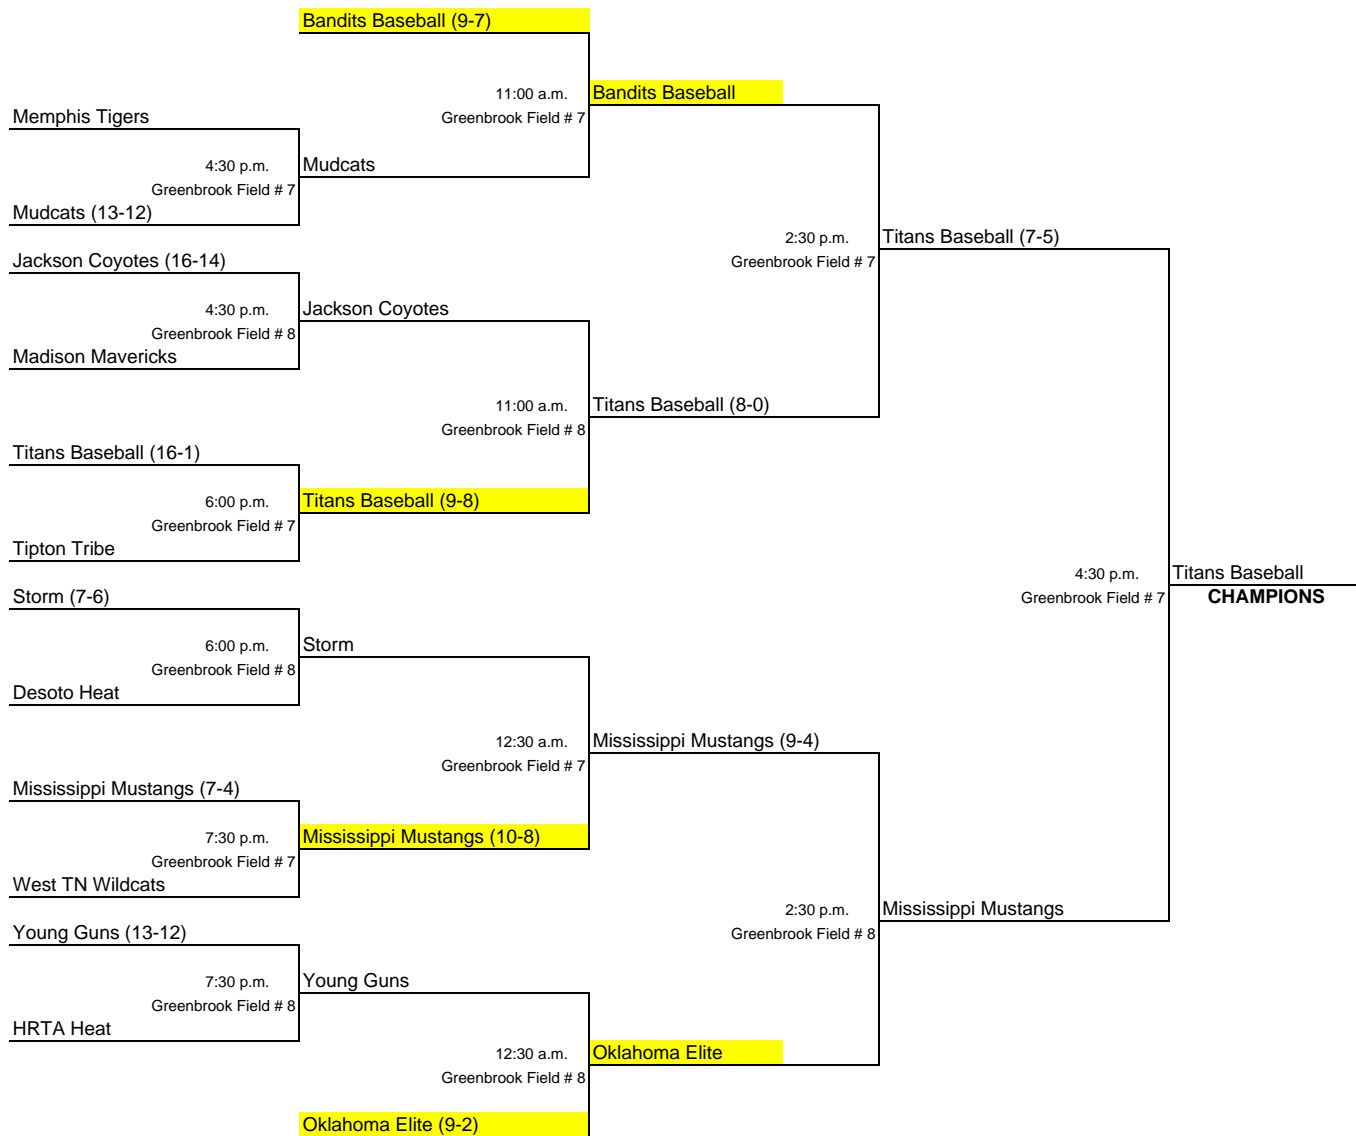 Bandits Baseball (9-7)
11:00 a.m.
Bandits Baseball
Memphis Tigers
Greenbrook Field # 7
4:30 p.m.
Mudcats
Greenbrook Field # 7
Mudcats (13-12)
2:30 p.m.
Titans Baseball (7-5)
Jackson Coyotes (16-14)
Greenbrook Field # 7
4:30 p.m.
Jackson Coyotes
Greenbrook Field # 8
Madison Mavericks
11:00 a.m.
Titans Baseball (8-0)
Greenbrook Field # 8
Titans Baseball (16-1)
6:00 p.m.
Titans Baseball (9-8)
Greenbrook Field # 7
Tipton Tribe
4:30 p.m.
Titans Baseball
Storm (7-6)
Greenbrook Field # 7
CHAMPIONS
6:00 p.m.
Storm
Greenbrook Field # 8
Desoto Heat
12:30 a.m.
Mississippi Mustangs (9-4)
Greenbrook Field # 7
Mississippi Mustangs (7-4)
7:30 p.m.
Mississippi Mustangs (10-8)
Greenbrook Field # 7
West TN Wildcats
2:30 p.m.
Mississippi Mustangs
Young Guns (13-12)
Greenbrook Field # 8
7:30 p.m.
Young Guns
Greenbrook Field # 8
HRTA Heat
12:30 a.m.
Oklahoma Elite
Greenbrook Field # 8
Oklahoma Elite (9-2)